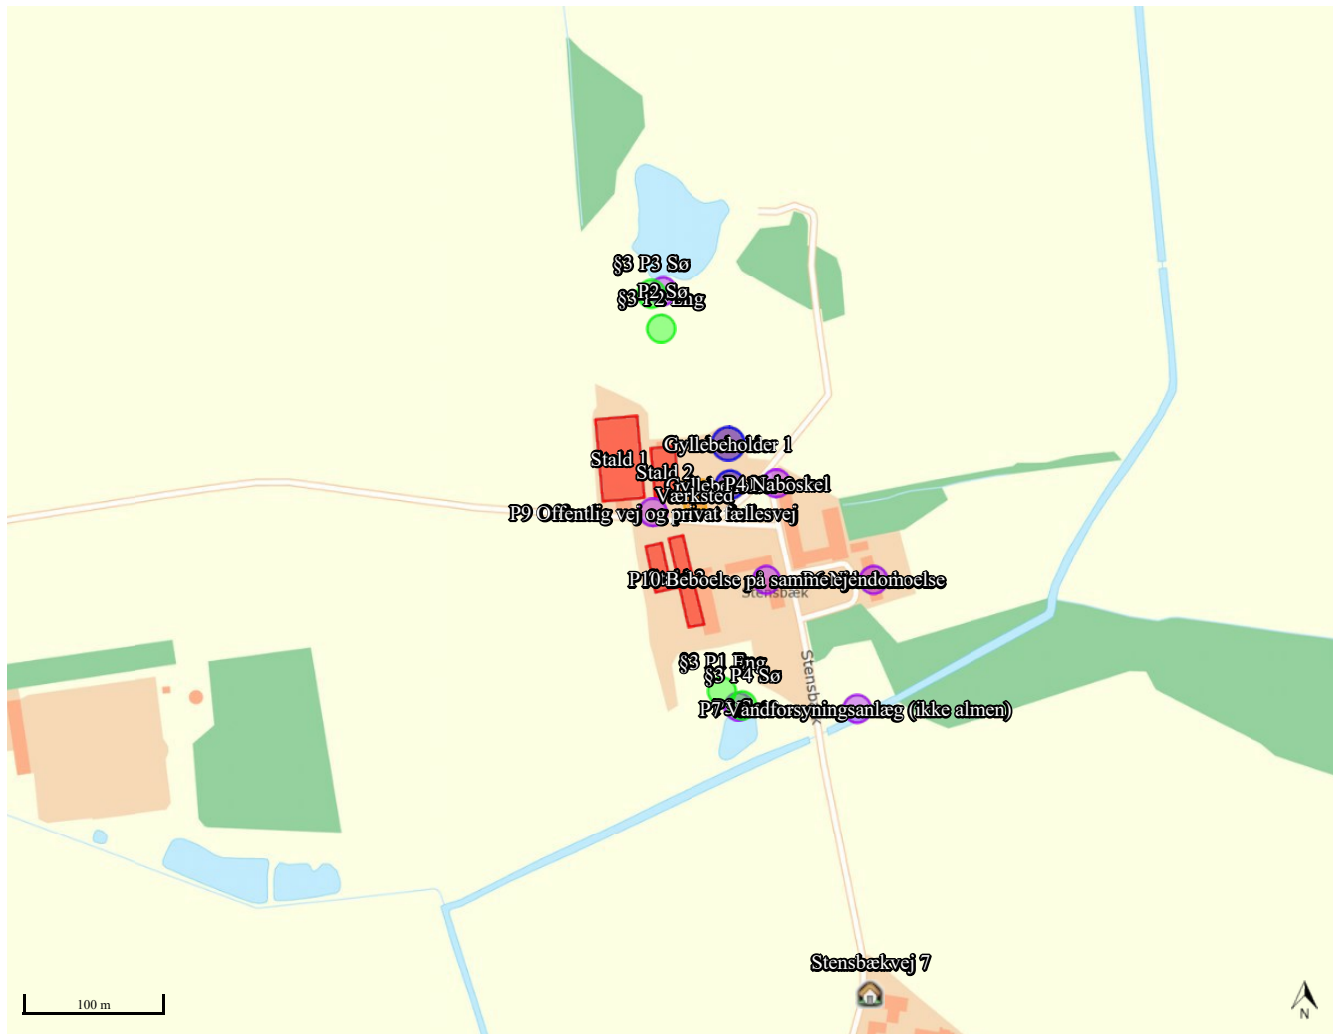 §3 P3 Sø
P2 Sø
§3 P2 Eng
Gyllebeholder 1
Stald 1
Stald 2
P4 Naboskel
Værksted
P9 Offentlig vej og privat fællesvej
P10 Beboelse på samme ejendom
Stensbæk
§3 P1 Eng
§3 P4 Sø
Stensbæk
P7 Vandforsyningsanlæg (ikke almen)
Stensbækvej 7
100 m
N